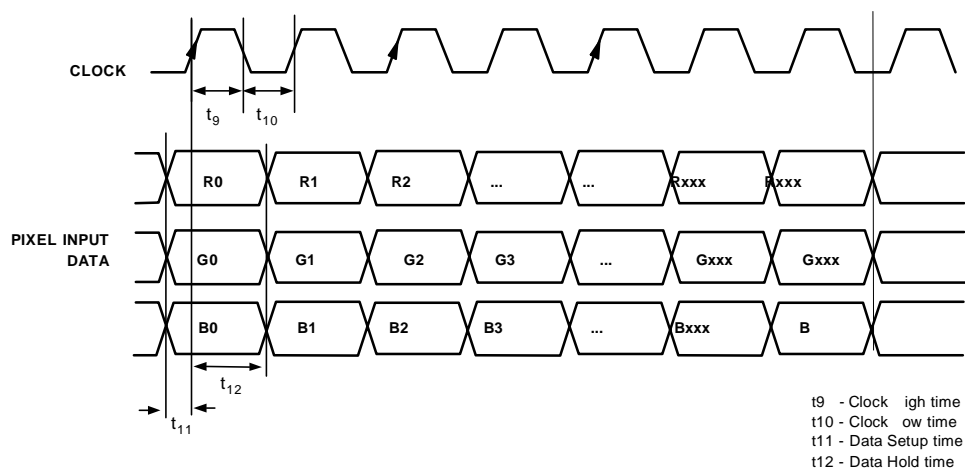 CLOCK
t9
t10
R0 R1 R2 ... ... Rxxx Rxxx
PIXEL INPUT
DATA
G0 G1 G2 G3 ... Gxxx Gxxx
B0 B1 B2 B3 ... Bxxx B
t12
t11
t9 - Clock igh time
t10 - Clock ow time
t11 - Data Setup time
t12 - Data Hold time